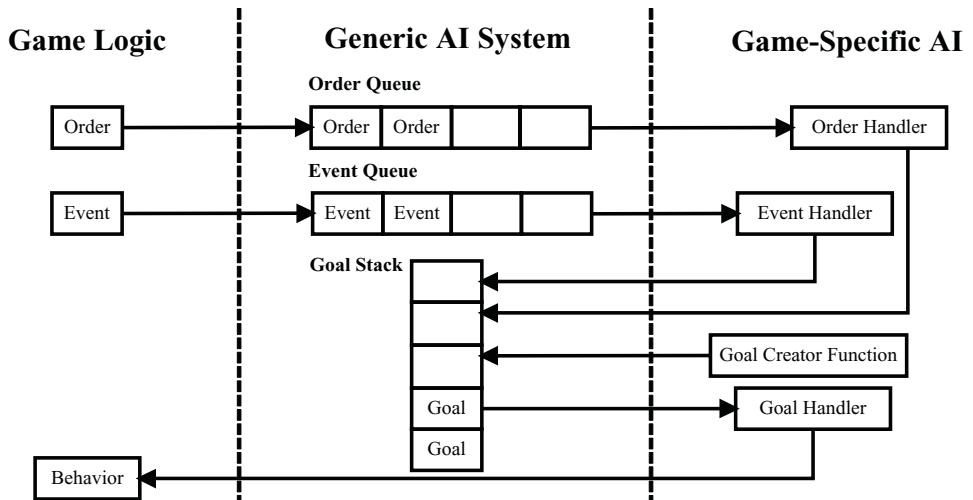 Game Logic
Generic AI System
Game-Specific AI
Order Queue
Order
Order
Order
Order Handler
Event Queue
Event
Event
Event
Event Handler
Goal Stack
Goal Creator Function
Goal
Goal Handler
Goal
Behavior